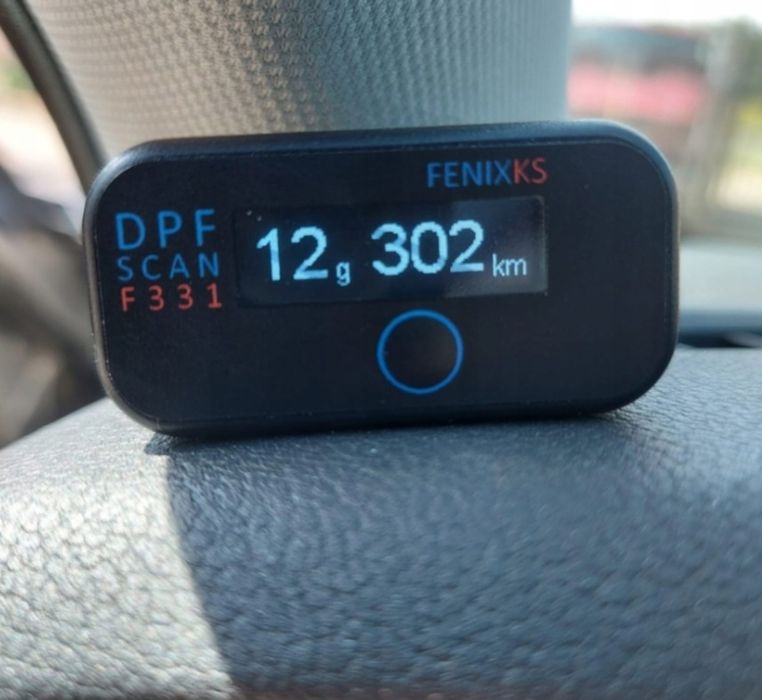 FENIXKS
DPF
SCAN
F331
12g 302km